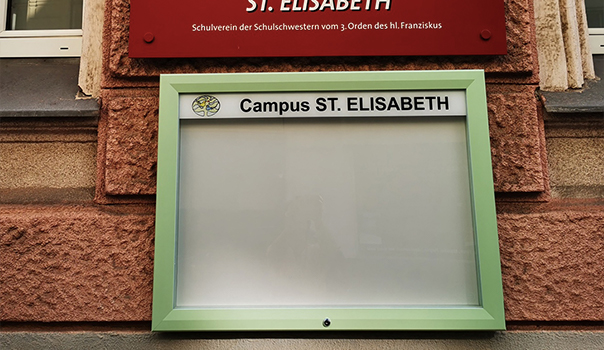 ST. ELISABETH
Schulverein der Schulschwestern vom 3. Orden des hl. Franziskus
Campus ST. ELISABETH